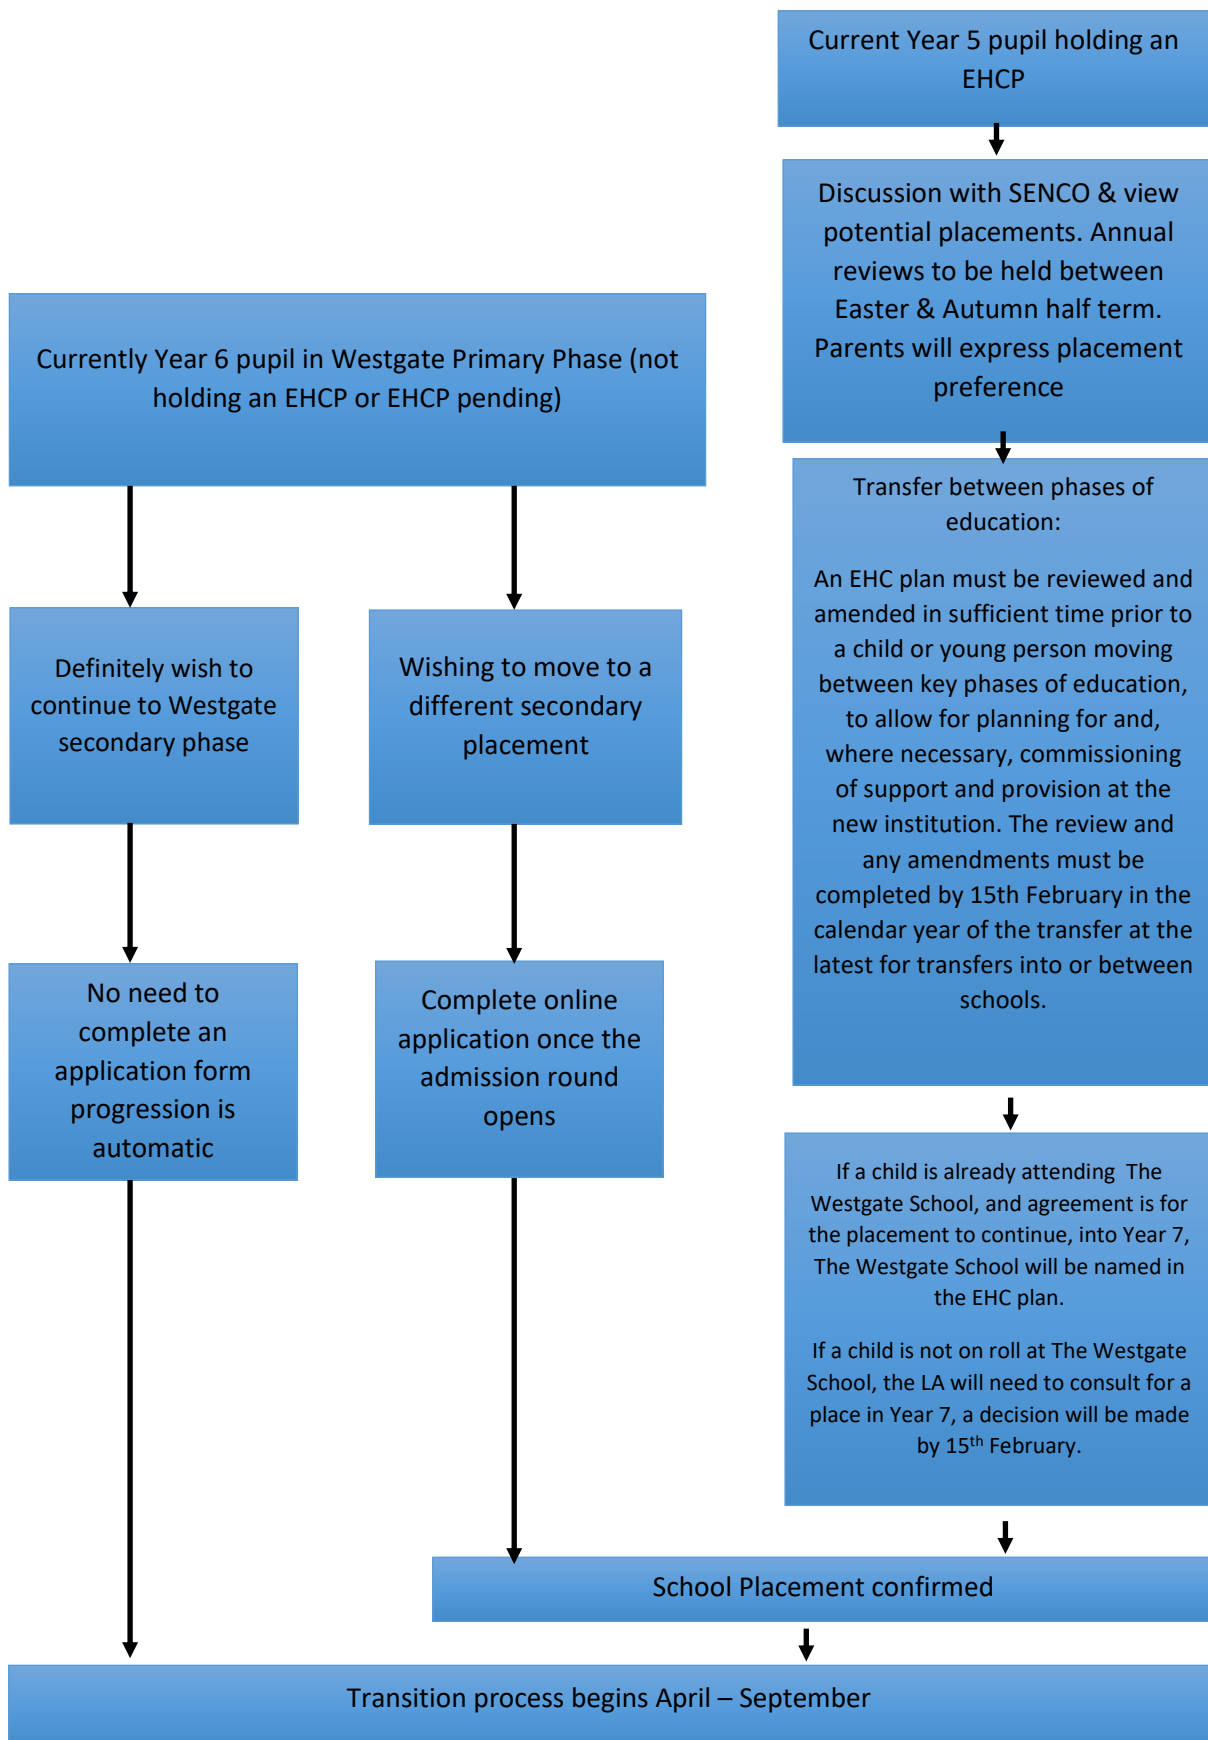 Current Year 5 pupil holding an
EHCP
Discussion with SENCO & view
potential placements. Annual
reviews to be held between
Easter & Autumn half term.
Parents will express placement
preference
Currently Year 6 pupil in Westgate Primary Phase (not
holding an EHCP or EHCP pending)
Transfer between phases of
education:
An EHC plan must be reviewed and
amended in sufficient time prior to
a child or young person moving
between key phases of education,
to allow for planning for and,
where necessary, commissioning
of support and provision at the
new institution. The review and
any amendments must be
completed by 15th February in the
calendar year of the transfer at the
latest for transfers into or between
schools.
Definitely wish to
continue to Westgate
secondary phase
Wishing to move to a
different secondary
placement
No need to
complete an
application form
progression is
automatic
Complete online
application once the
admission round
opens
If a child is already attending  The
Westgate School, and agreement is for
the placement to continue, into Year 7,
The Westgate School will be named in
the EHC plan.
If a child is not on roll at The Westgate
School, the LA will need to consult for a
place in Year 7, a decision will be made
by 15th February.
School Placement confirmed
Transition process begins April – September